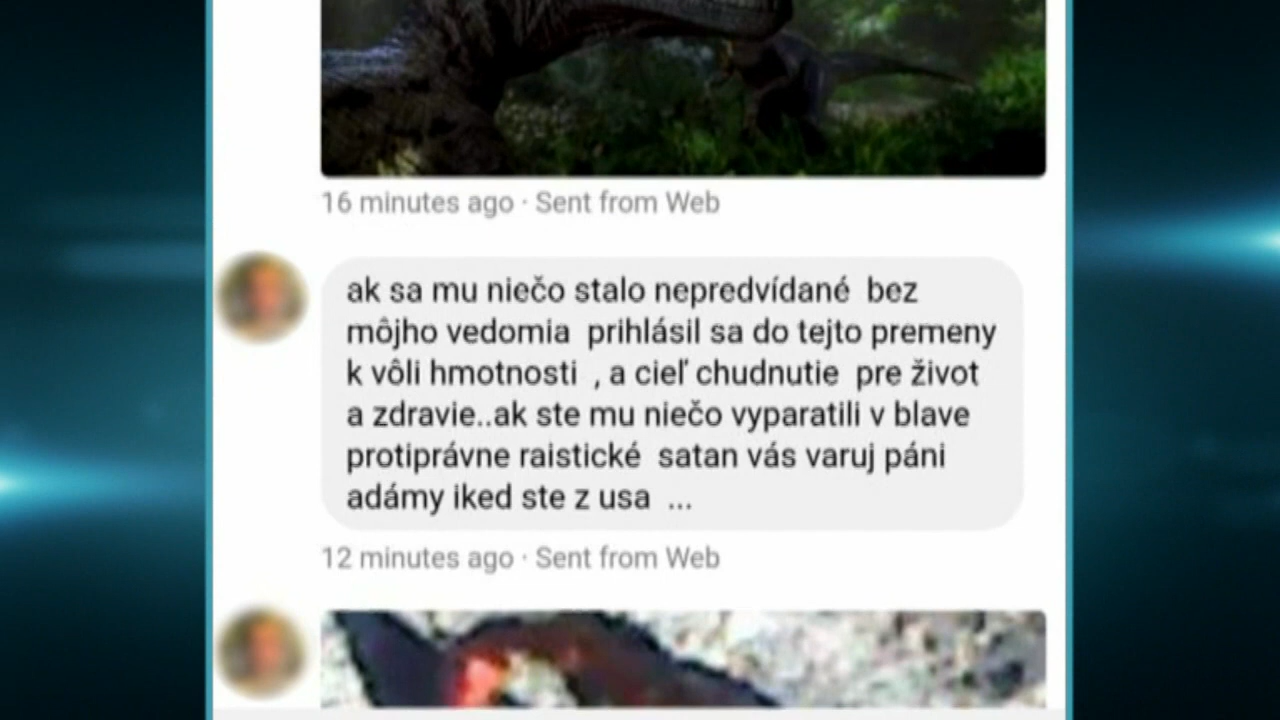 16 minutes ago · Sent from Web
ak sa mu niečo stalo nepredvídané bez
môjho vedomia prihlásil sa do tejto premeny
k vôli hmotnosti , a cieľ chudnutie pre život
a zdravie..ak ste mu niečo vyparatili v blave
protiprávne raistické satan vás varuj páni
adámy iked ste z usa ...
12 minutes ago · Sent from Web